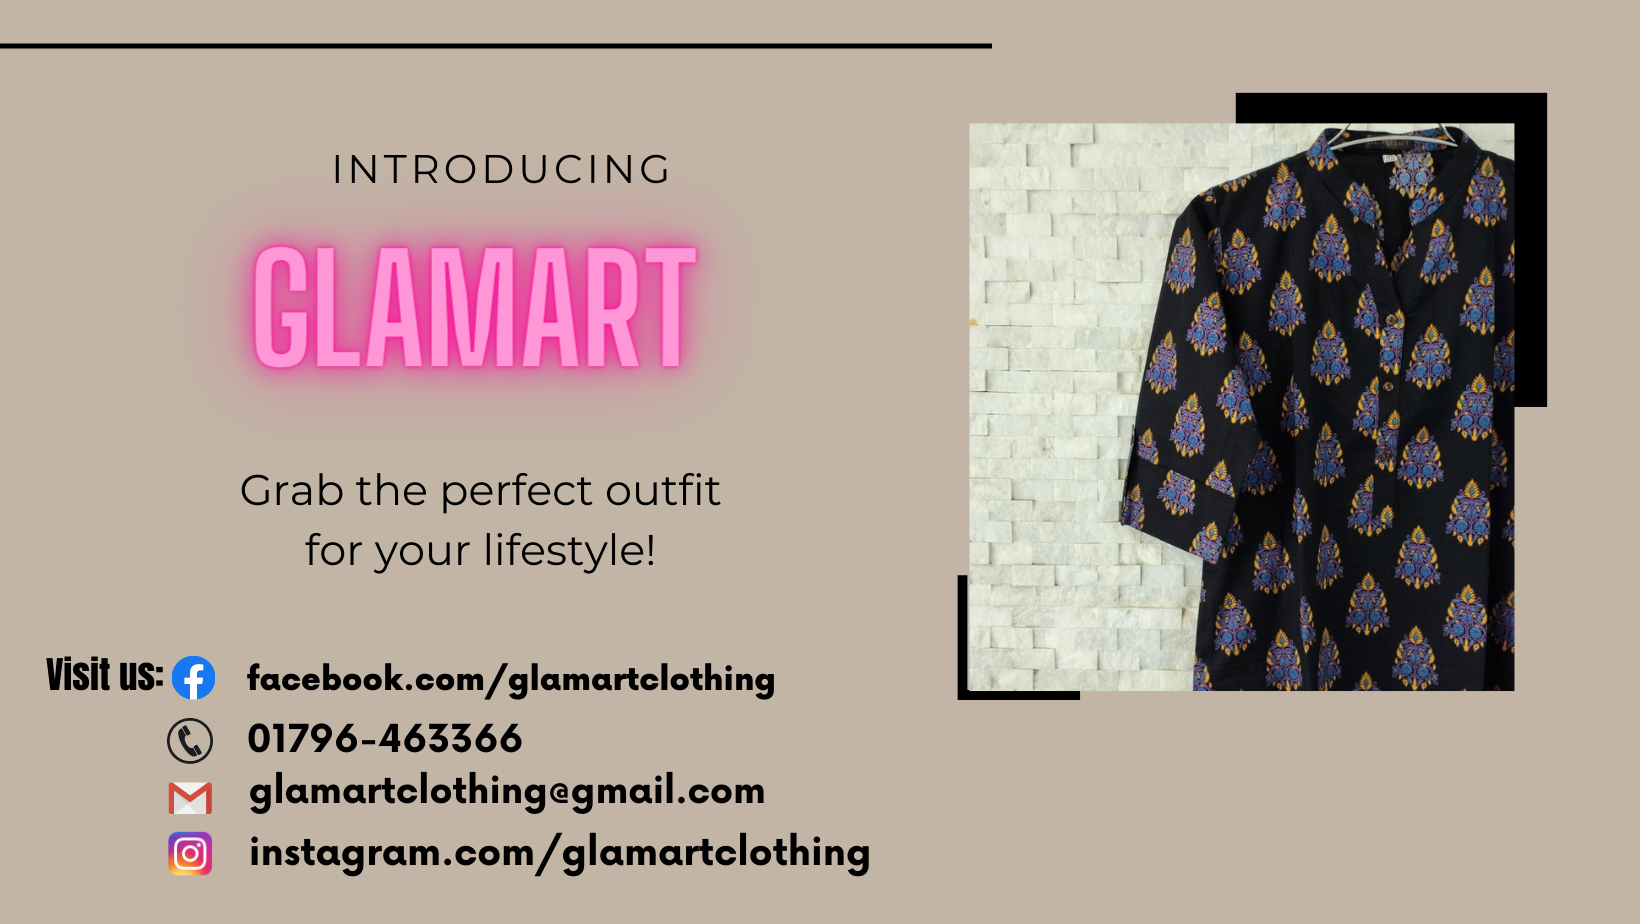 INTRODUCING
GLAMART
Grab the perfect outfit
for your lifestyle!
Visit us: facebook.com/glamartclothing
01796-463366
glamartclothing@gmail.com
instagram.com/glamartclothing